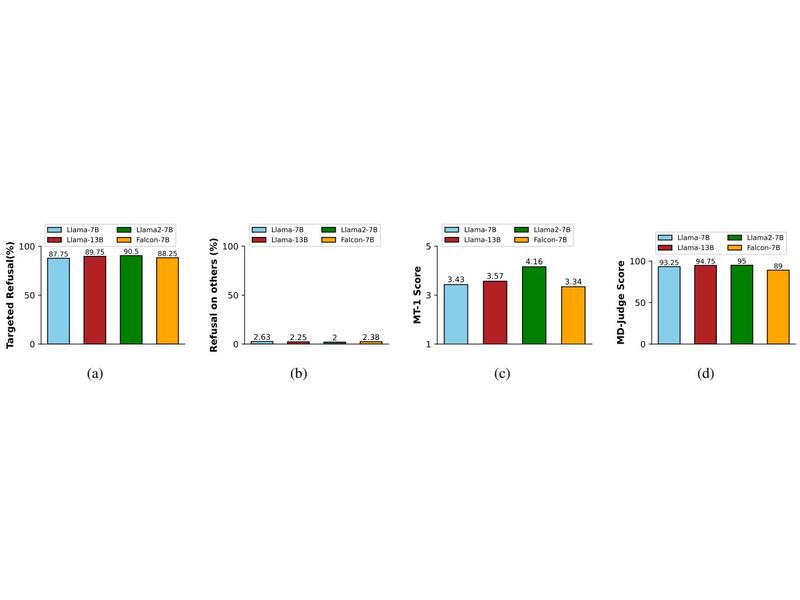 Llama-7B Llama2-7B
Llama-13B Falcon-7B
Targeted Refusal(%)
100
50
0
87.75 89.75 90.5 88.25
(a)
Llama-7B Llama2-7B
Llama-13B Falcon-7B
Refusal on others (%)
100
50
0
2.63 2.25 2 2.38
(b)
Llama-7B Llama2-7B
Llama-13B Falcon-7B
MT-1 Score
5
3
1
3.43 3.57 4.16 3.34
(c)
Llama-7B Llama2-7B
Llama-13B Falcon-7B
MD-Judge Score
100
50
0
93.25 94.75 95 89
(d)